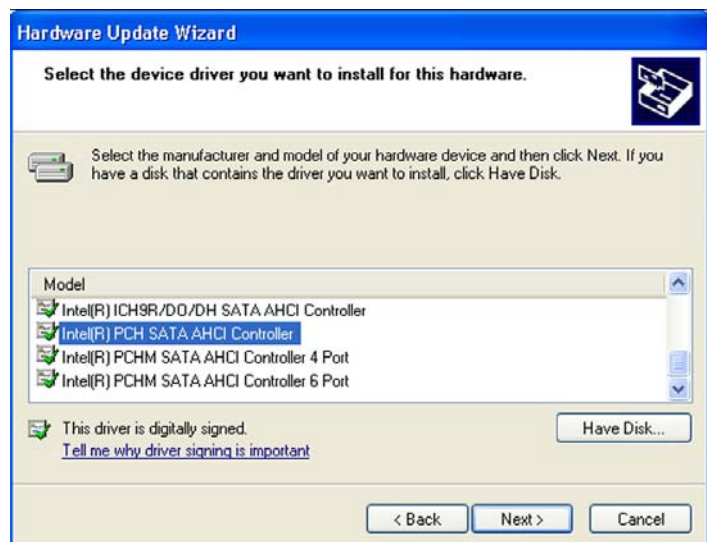 Hardware Update Wizard
Select the device driver you want to install for this hardware.
Select the manufacturer and model of your hardware device and then click Next. If you
have a disk that contains the driver you want to install, click Have Disk.
Model
Intel(R) ICH9R/DO/DH SATA AHCI Controller
Intel(R) PCH SATA AHCI Controller
Intel(R) PCHM SATA AHCI Controller 4 Port
Intel(R) PCHM SATA AHCI Controller 6 Port
This driver is digitally signed.
Have Disk...
Tell me why driver signing is important
< Back
Next >
Cancel